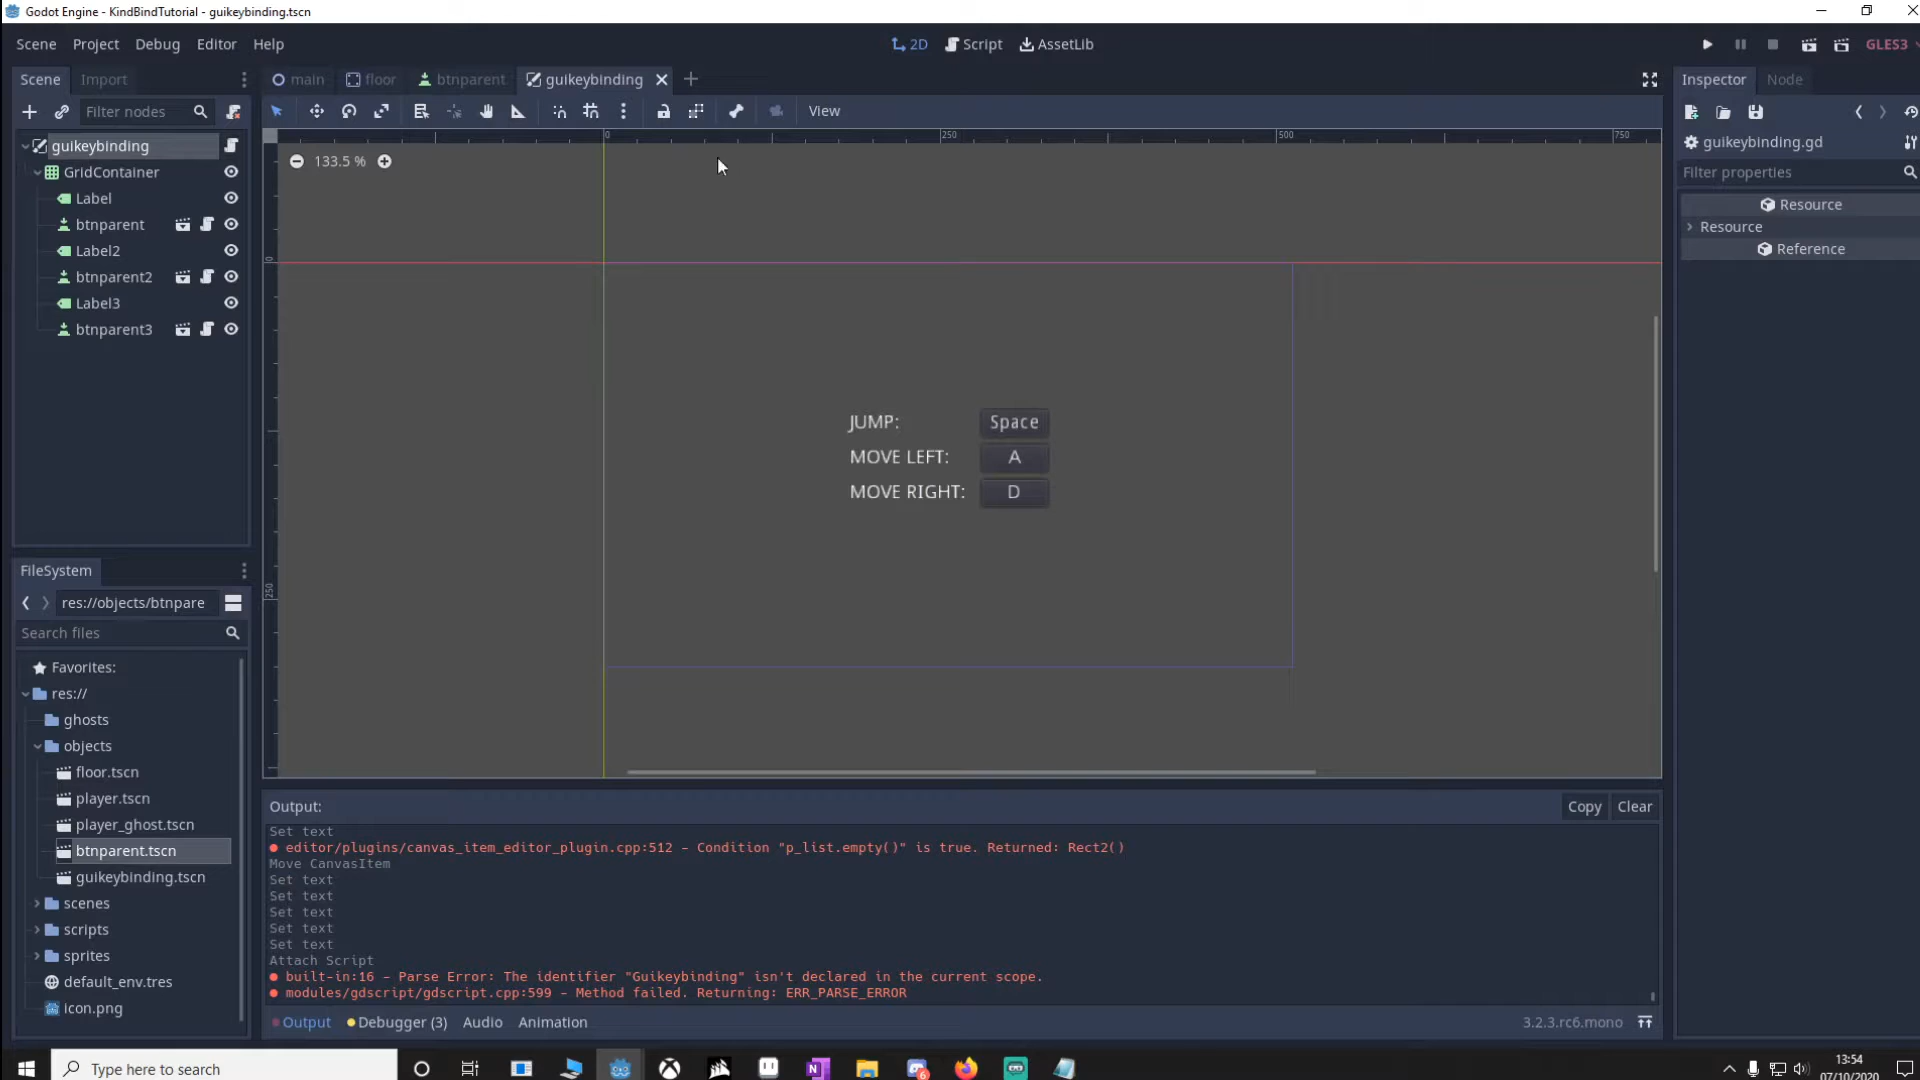 Godot Engine - KindBindTutorial - guikeybinding.tscn
Scene Project Debug Editor Help
2D Script AssetLib
GLES3
Scene Import
main floor btnparent guikeybinding
Inspector Node
Filter nodes
View
guikeybinding
GridContainer
Label
btnparent
Label2
btnparent2
Label3
btnparent3
0 250 500 750
133.5 %
0
250
JUMP: Space
MOVE LEFT: A
MOVE RIGHT: D
guikeybinding.gd
Filter properties
Resource
Resource
Reference
FileSystem
res://objects/btnpare
Search files
Favorites:
res://
ghosts
objects
floor.tscn
player.tscn
player_ghost.tscn
btnparent.tscn
guikeybinding.tscn
scenes
scripts
sprites
default_env.tres
icon.png
Output: Copy Clear
Set text
editor/plugins/canvas_item_editor_plugin.cpp:512 - Condition "p_list.empty()" is true. Returned: Rect2()
Move CanvasItem
Set text
Set text
Set text
Set text
Set text
Attach Script
built-in:16 - Parse Error: The identifier "Guikeybinding" isn't declared in the current scope.
modules/gdscript/gdscript.cpp:599 - Method failed. Returning: ERR_PARSE_ERROR
Output Debugger (3) Audio Animation 3.2.3.rc6.mono
Type here to search
13:54
07/10/2020